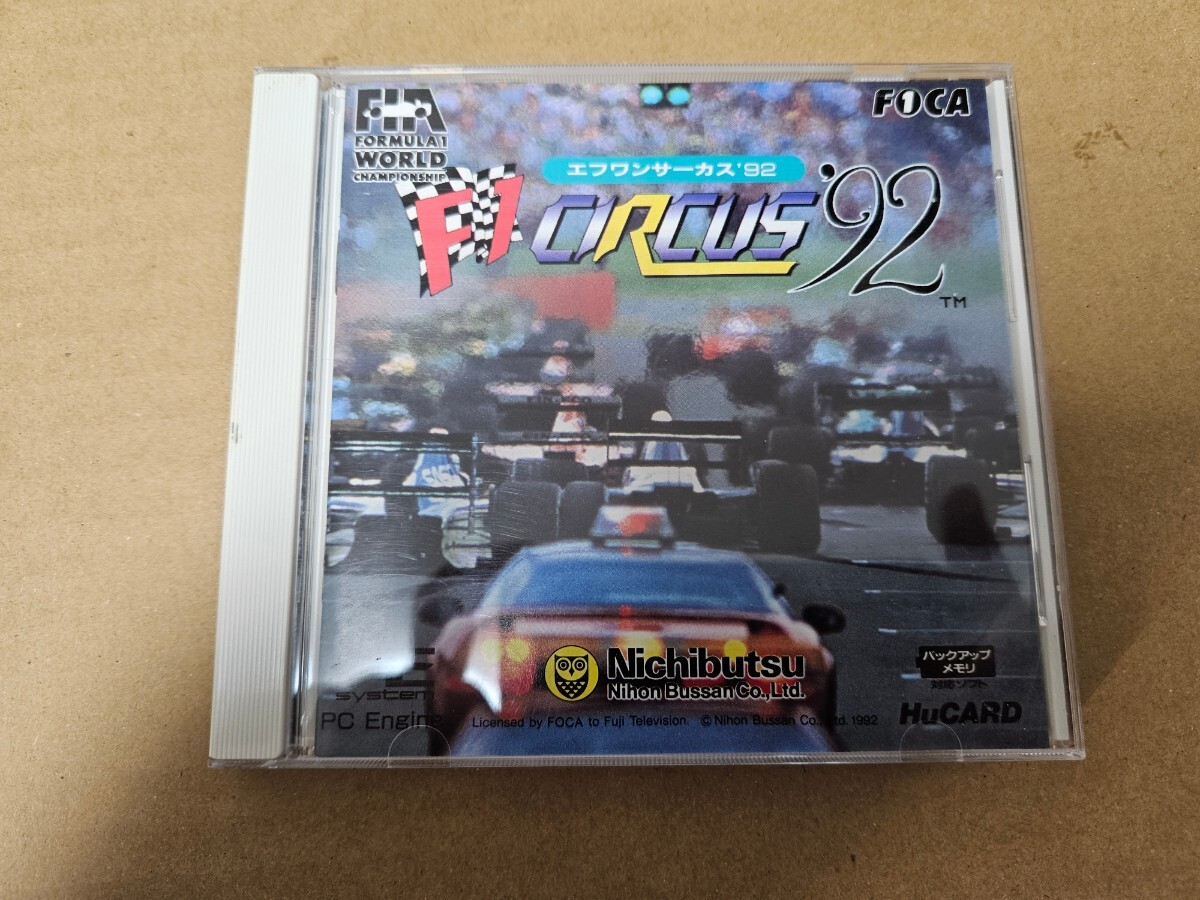 FIA
FORMULA 1
WORLD
CHAMPIONSHIP
FOCA
エフワンサーカス'92
F1 CIRCUS '92
TM
Nichibutsu
Nihon Bussan Co.,Ltd.
バックアップ
メモリ
対応ソフト
system
PC Engine
Licensed by FOCA to Fuji Television. © Nihon Bussan Co., Ltd. 1992
HuCARD